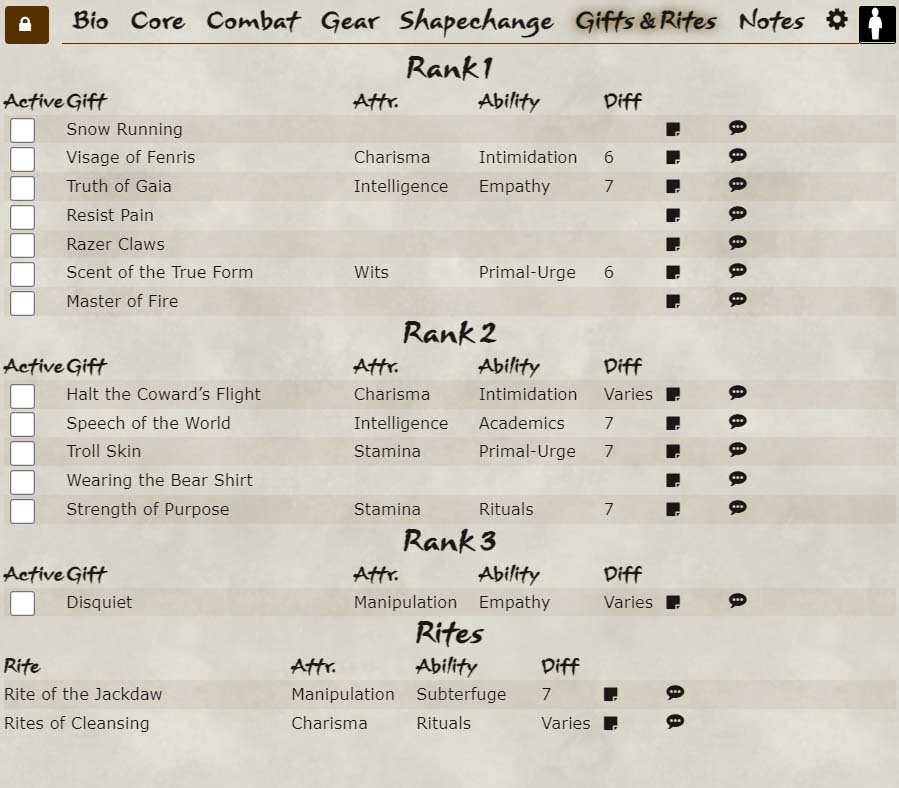 Bio Core Combat Gear Shapechange Gifts & Rites Notes
Rank 1
Active Gift Attr. Ability Diff
Snow Running
Visage of Fenris Charisma Intimidation 6
Truth of Gaia Intelligence Empathy 7
Resist Pain
Razer Claws
Scent of the True Form Wits Primal-Urge 6
Master of Fire
Rank 2
Active Gift Attr. Ability Diff
Halt the Coward’s Flight Charisma Intimidation Varies
Speech of the World Intelligence Academics 7
Troll Skin Stamina Primal-Urge 7
Wearing the Bear Shirt
Strength of Purpose Stamina Rituals 7
Rank 3
Active Gift Attr. Ability Diff
Disquiet Manipulation Empathy Varies
Rites
Rite Attr. Ability Diff
Rite of the Jackdaw Manipulation Subterfuge 7
Rites of Cleansing Charisma Rituals Varies